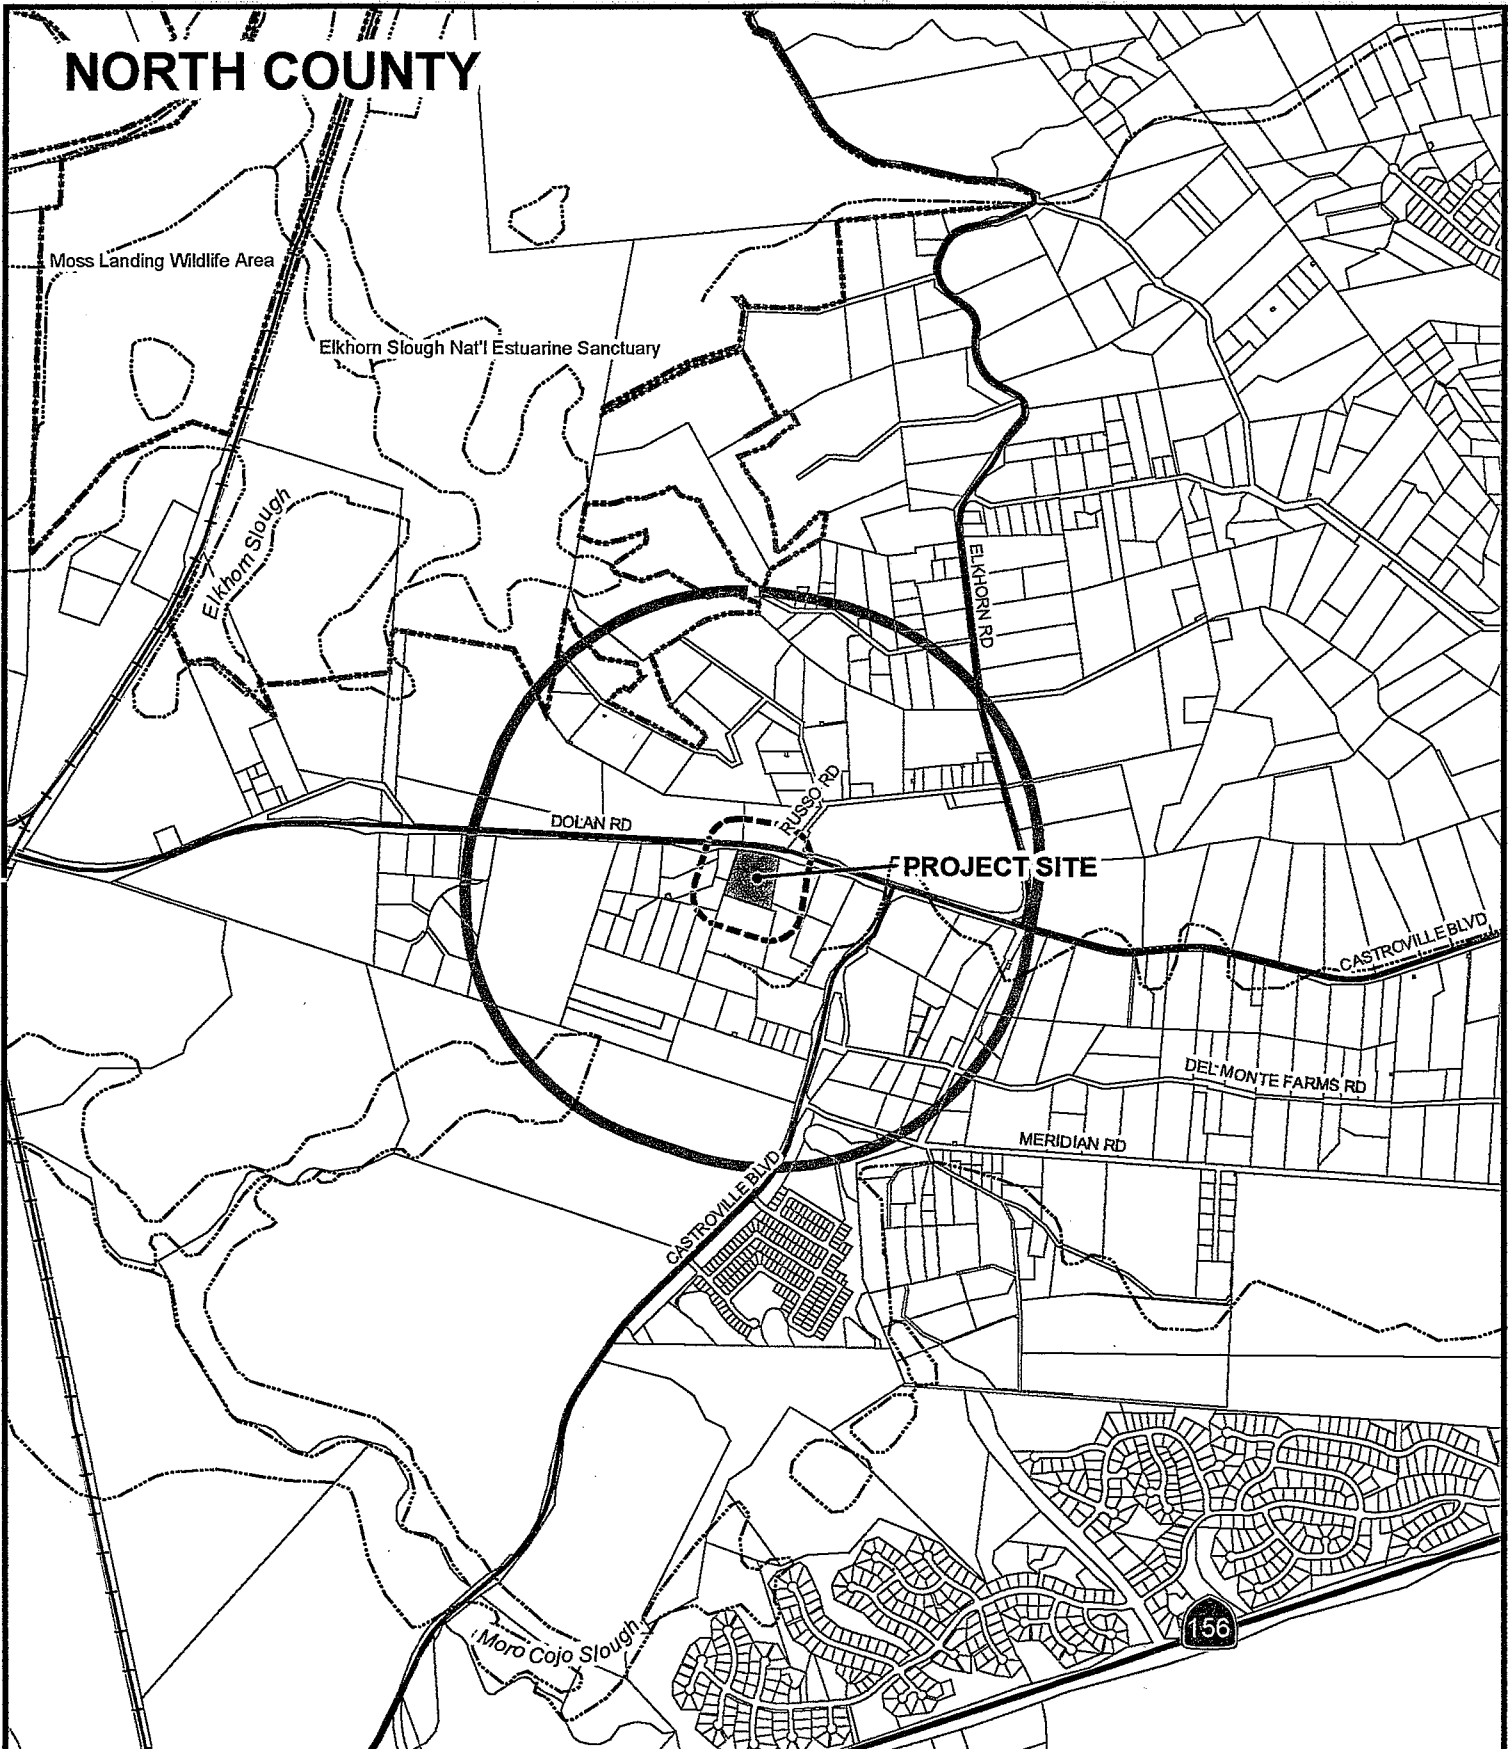 NORTH COUNTY
Moss Landing Wildlife Area
Elkhorn Slough Nat'l Estuarine Sanctuary
Elkhorn Slough
ELKHORN RD
RUSSO RD
DOLAN RD
PROJECT SITE
CASTROVILLE BLVD
DEL MONTE FARMS RD
MERIDIAN RD
CASTROVILLE BLVD
156
Moro Cojo Slough